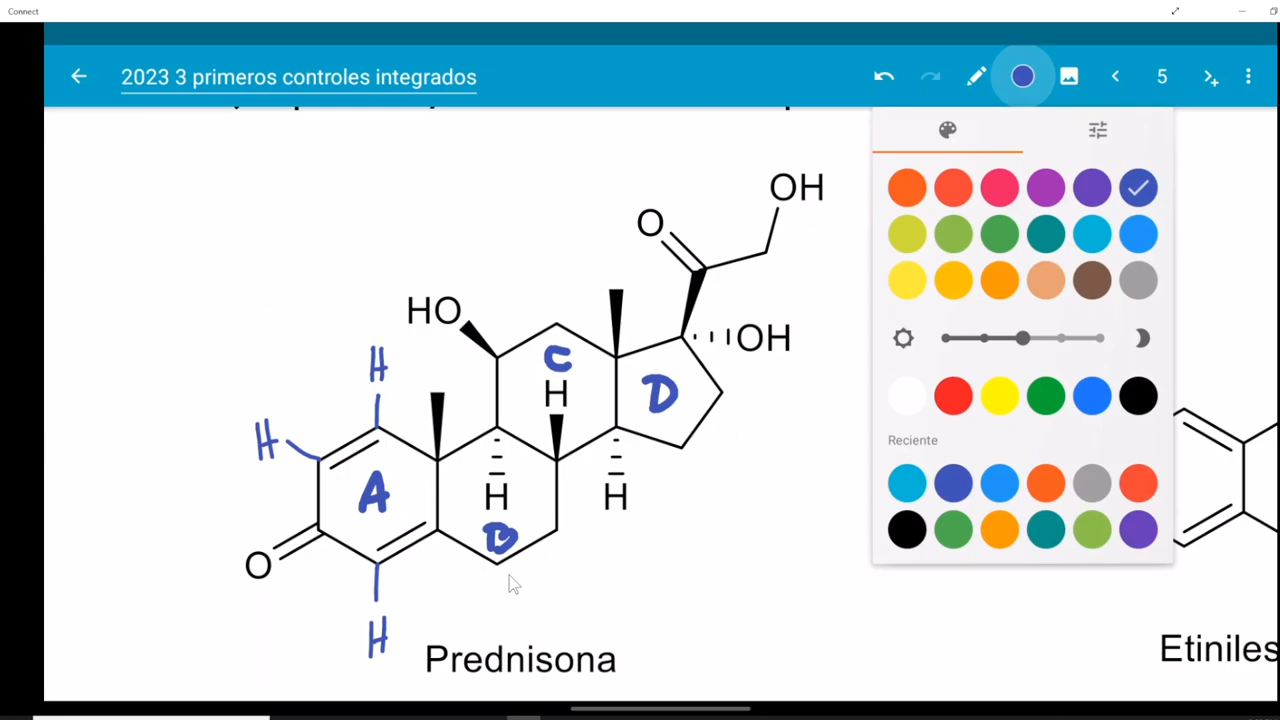 Connect
2023 3 primeros controles integrados
5
OH
O
HO
OH
C
H
D
H
H
A
H
H
B
O
H
Prednisona
Reciente
Etiniles